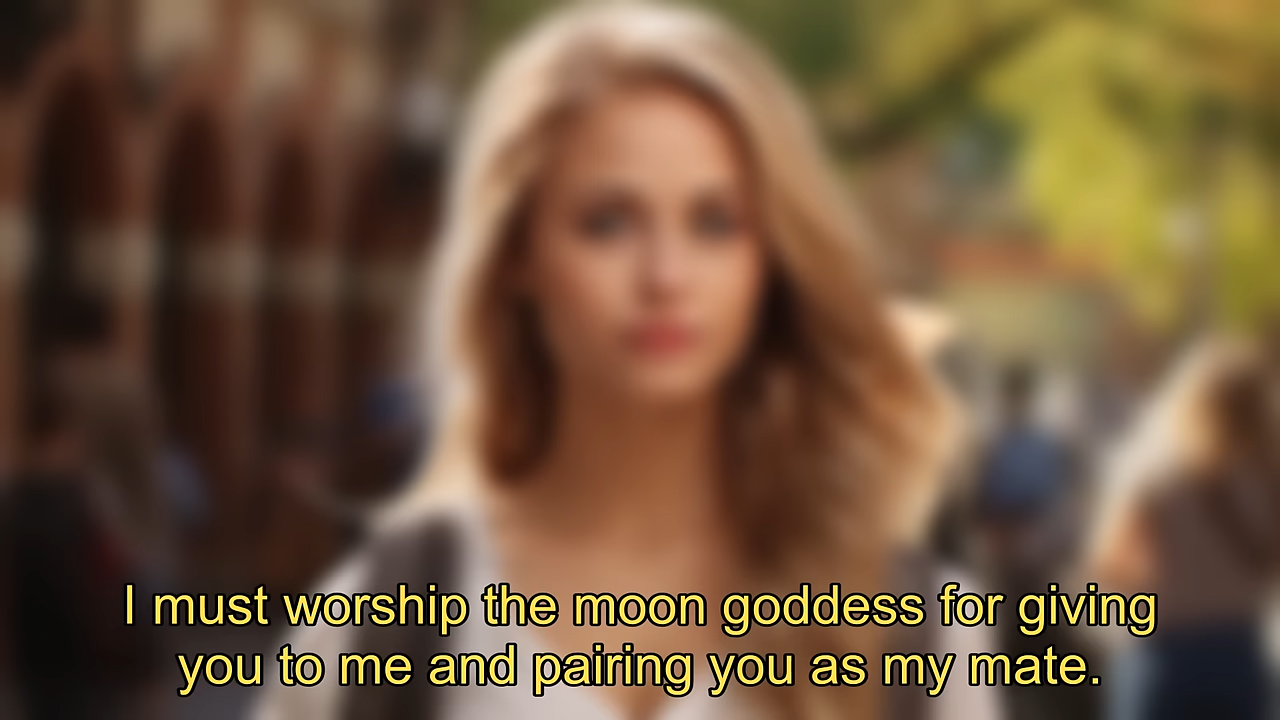 I must worship the moon goddess for giving
you to me and pairing you as my mate.